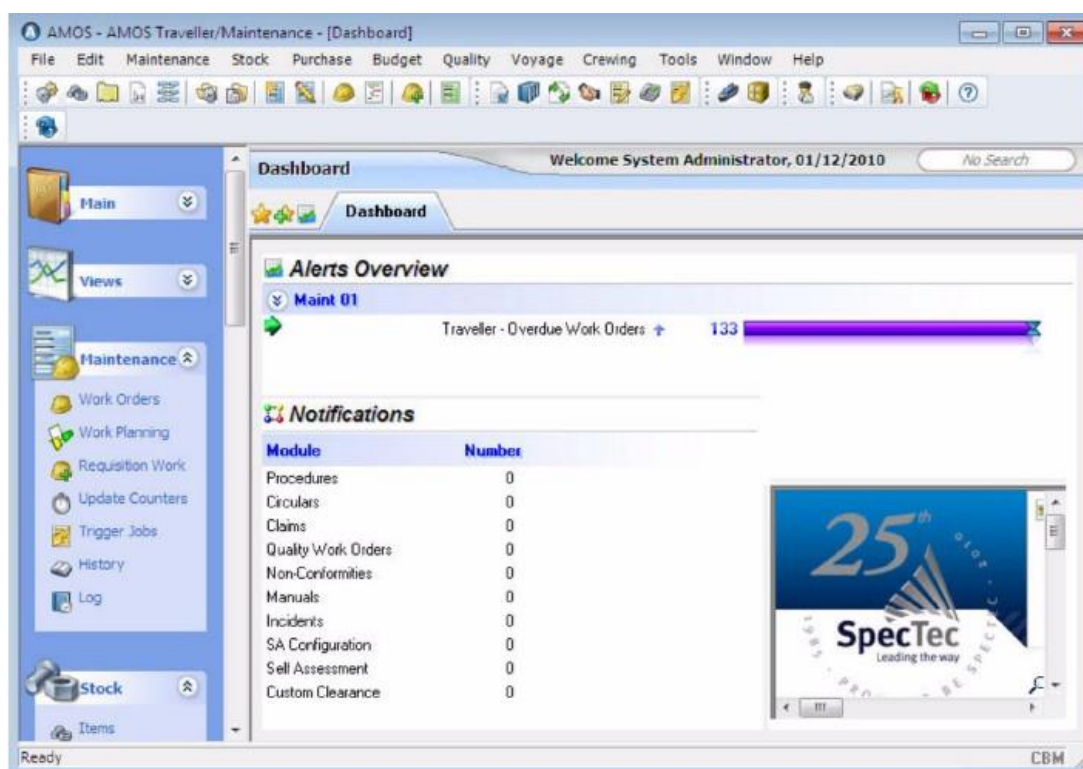 AMOS - AMOS Traveller/Maintenance - [Dashboard]
File Edit Maintenance Stock Purchase Budget Quality Voyage Crewing Tools Window Help
Dashboard
Welcome System Administrator, 01/12/2010
No Search
Dashboard
Main
Views
Maintenance
Work Orders
Work Planning
Requisition Work
Update Counters
Trigger Jobs
History
Log
Stock
Items
Alerts Overview
Maint 01
Traveller - Overdue Work Orders 133
Notifications
Module Number
Procedures 0
Circulars 0
Claims 0
Quality Work Orders 0
Non-Conformities 0
Manuals 0
Incidents 0
SA Configuration 0
Self Assessment 0
Custom Clearance 0
25th
SpecTec
Leading the way
Ready
CBM